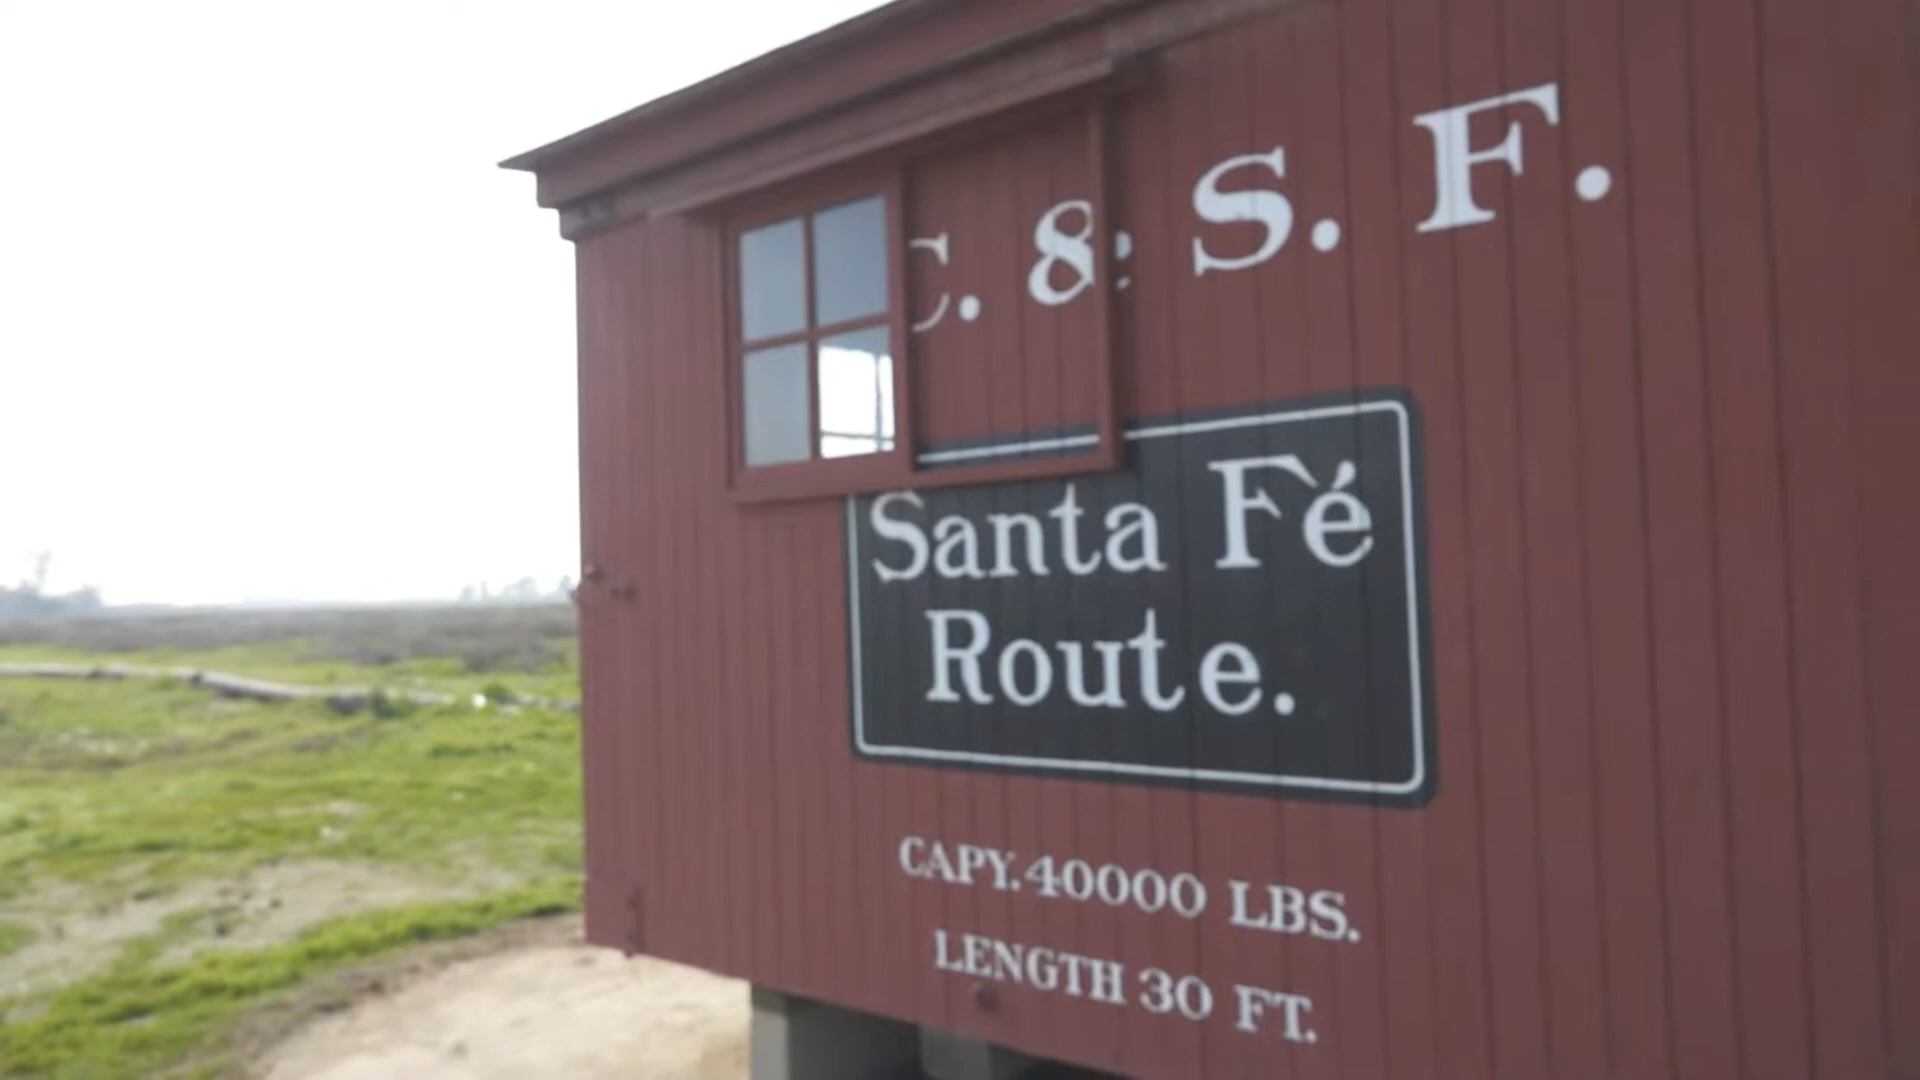 C. & S. F.
Santa Fé
Route.
CAPY. 40000 LBS.
LENGTH 30 FT.